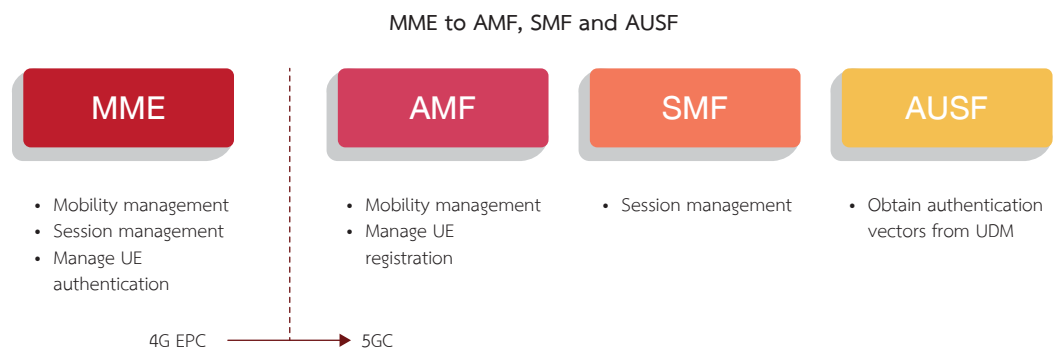 MME to AMF, SMF and AUSF
MME
AMF
SMF
AUSF
• Mobility management
• Session management
• Manage UE
authentication
• Mobility management
• Manage UE
registration
• Session management
• Obtain authentication
vectors from UDM
4G EPC
5GC